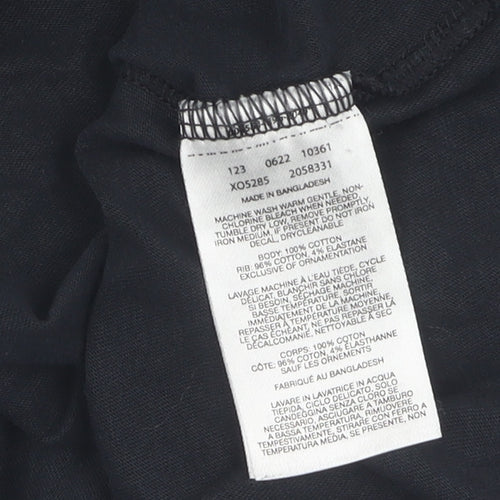 123 0622 10361
XO5285 2058331
MADE IN BANGLADESH
MACHINE WASH WARM GENTLE, NON-
CHLORINE BLEACH WHEN NEEDED,
TUMBLE DRY LOW, REMOVE PROMPTLY,
IRON MEDIUM, IF PRESENT DO NOT IRON
DECAL, DRYCLEANABLE
BODY: 100% COTTON
RIB: 96% COTTON, 4% ELASTANE
EXCLUSIVE OF ORNAMENTATION
LAVAGE MACHINE À L'EAU TIÈDE, CYCLE
DÉLICAT, BLANCHIR SANS CHLORE
SI BESOIN, SÉCHAGE MACHINE
BASSE TEMPÉRATURE, SORTIR
IMMÉDIATEMENT DE LA MACHINE,
REPASSER À TEMPÉRATURE MOYENNE,
LE CAS ÉCHÉANT, NE PAS REPASSER LA
DÉCALCOMANIE, NETTOYABLE À SEC
CORPS: 100% COTTON
CÔTE: 96% COTTON, 4% ÉLASTHANNE
SAUF LES ORNEMENTS
FABRIQUÉ AU BANGLADESH
LAVARE IN LAVATRICE IN ACQUA
TIEPIDA, CICLO DELICATO, SOLO
CANDEGGINA SENZA CLORO SE
NECESSARIO, ASCIUGARE A TAMBURO
A BASSA TEMPERATURA, RIMUOVERE
TEMPESTIVAMENTE, STIRARE CON FERRO A
TEMPERATURA MEDIA, SE PRESENTE, NON